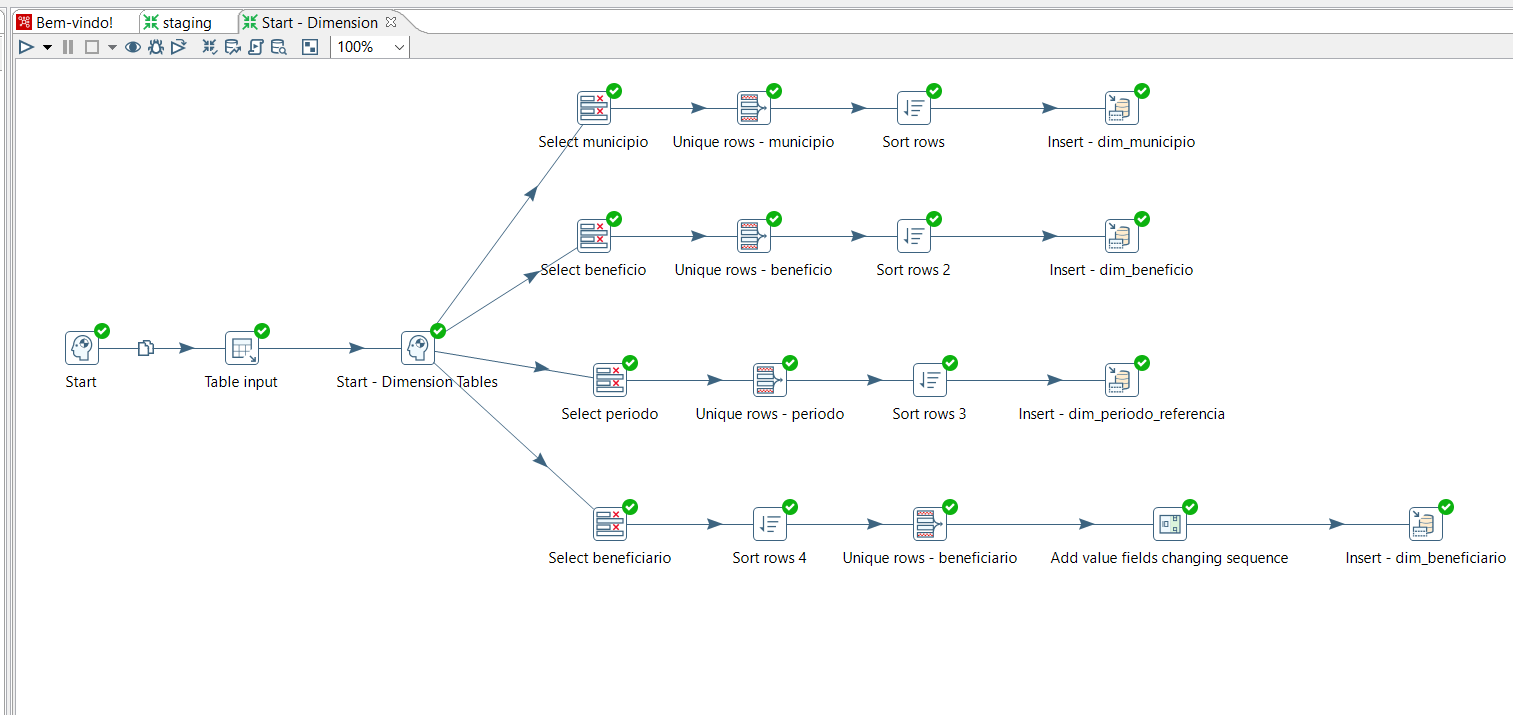 Bem-vindo!
staging
Start - Dimension
100%
Select municipio
Unique rows - municipio
Sort rows
Insert - dim_municipio
Select beneficio
Unique rows - beneficio
Sort rows 2
Insert - dim_beneficio
Start
Table input
Start - Dimension Tables
Select periodo
Unique rows - periodo
Sort rows 3
Insert - dim_periodo_referencia
Select beneficiario
Sort rows 4
Unique rows - beneficiario
Add value fields changing sequence
Insert - dim_beneficiario